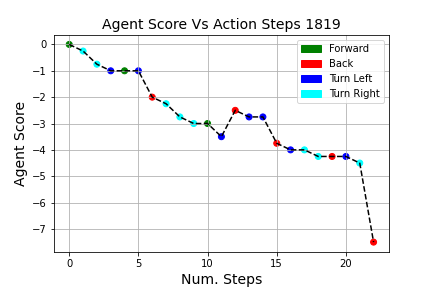 Agent Score Vs Action Steps 1819
Agent Score
0
−1
−2
−3
−4
−5
−6
−7
Forward
Back
Turn Left
Turn Right
0
5
10
15
20
Num. Steps